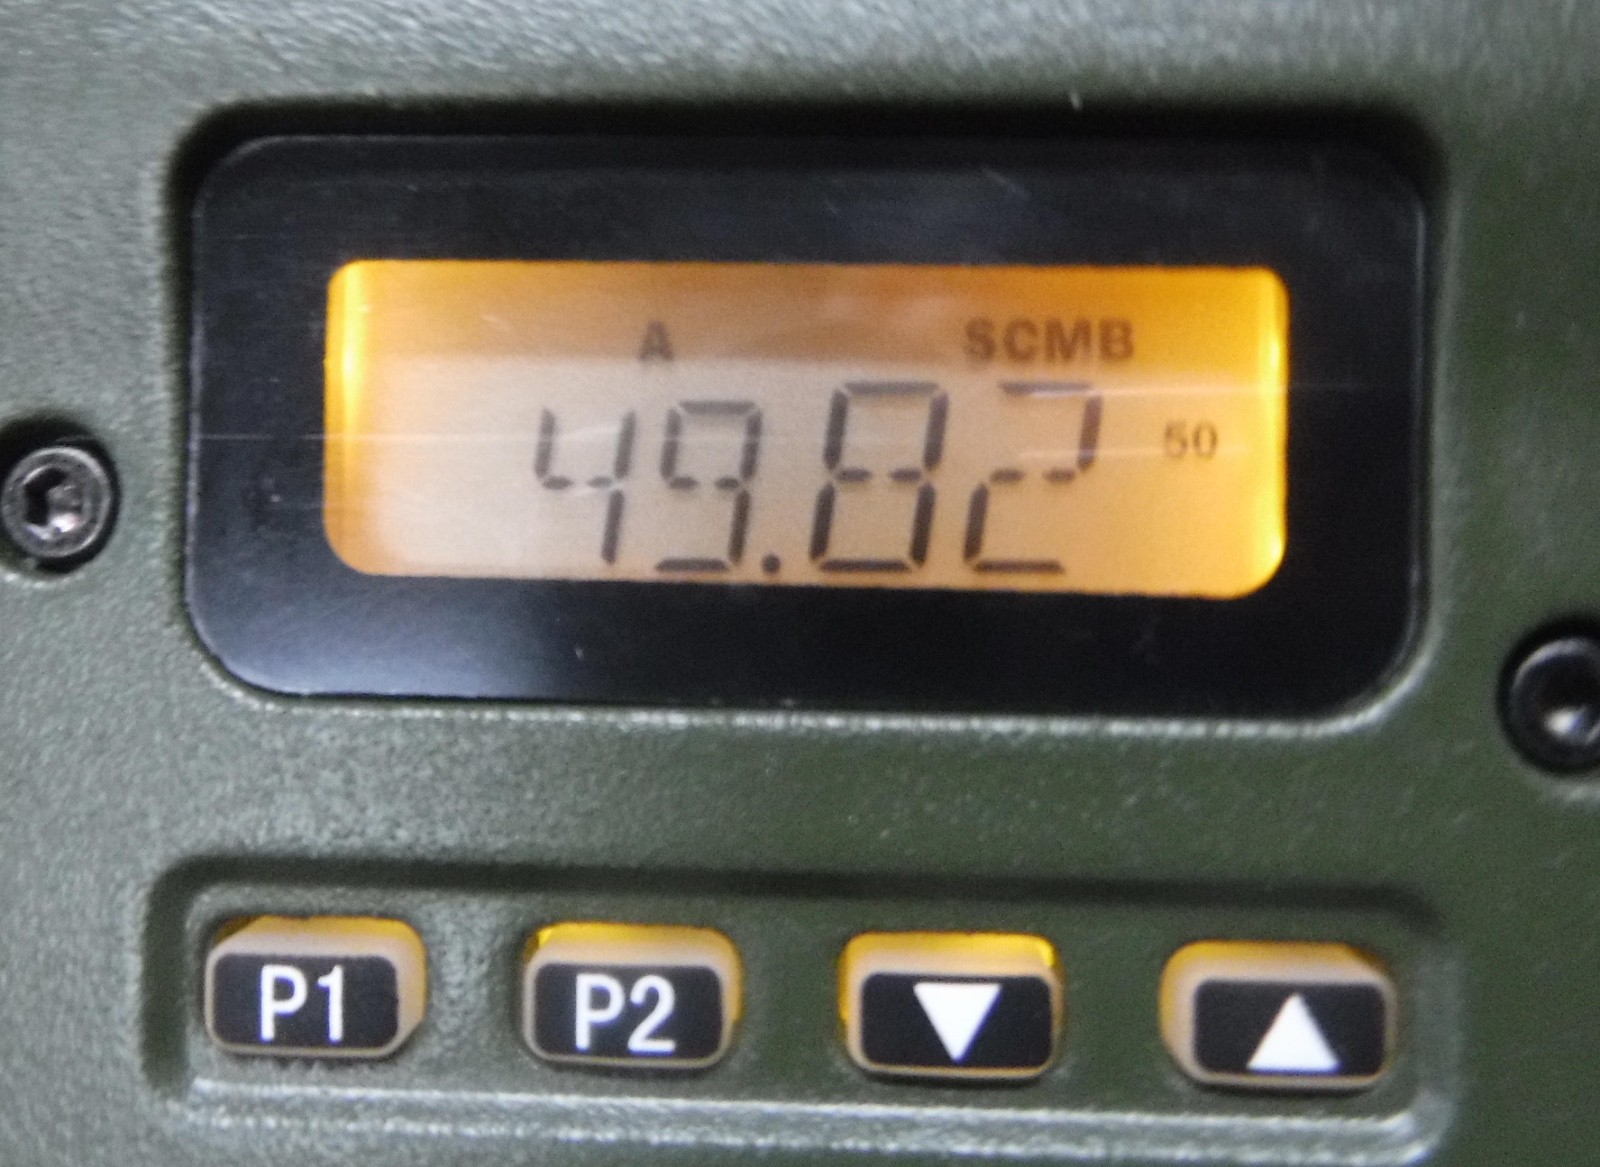 A SCMB
49.82 50
P1 P2 ▼ ▲